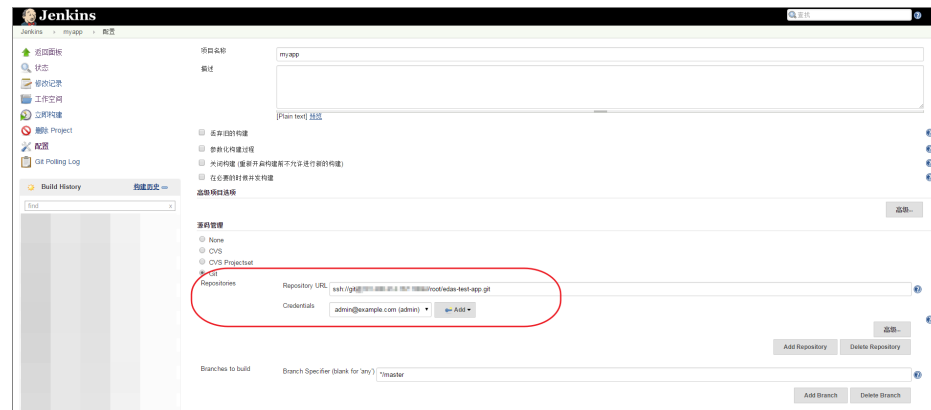 Jenkins
查找
Jenkins › myapp › 配置
返回面板
状态
修改记录
工作空间
立即构建
删除 Project
配置
Git Polling Log
Build History 构建历史
find x
项目名称 myapp
描述
[Plain text] 预览
丢弃旧的构建
参数化构建过程
关闭构建 (重新开启构建前不允许进行新的构建)
在必要的时候并发构建
高级项目选项
高级...
源码管理
None
CVS
CVS Projectset
Git
Repositories
Repository URL ssh://git@ /root/edas-test-app.git
Credentials admin@example.com (admin) Add
高级...
Add Repository Delete Repository
Branches to build
Branch Specifier (blank for 'any') */master
Add Branch Delete Branch